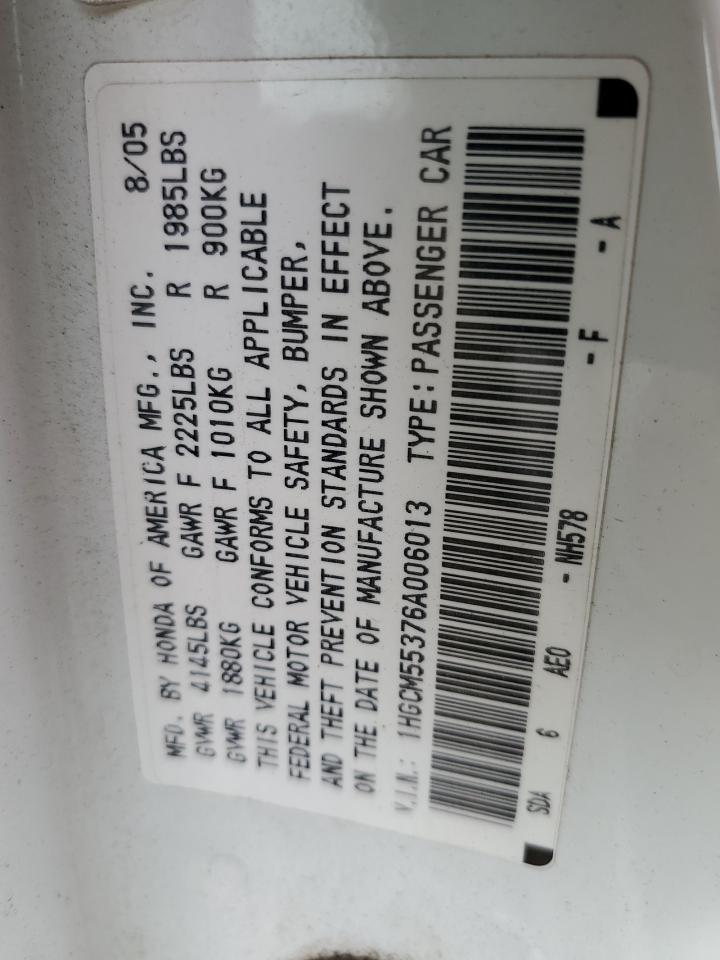 MFD. BY HONDA OF AMERICA MFG., INC. 8/05
GVWR 4145LBS GAWR F 2225LBS R 1985LBS
GVWR 1880KG GAWR F 1010KG R 900KG
THIS VEHICLE CONFORMS TO ALL APPLICABLE
FEDERAL MOTOR VEHICLE SAFETY, BUMPER,
AND THEFT PREVENTION STANDARDS IN EFFECT
ON THE DATE OF MANUFACTURE SHOWN ABOVE.
V.I.N.: 1HGCM55376A006013 TYPE: PASSENGER CAR
SDA 6 AEO - NH578 - F - A